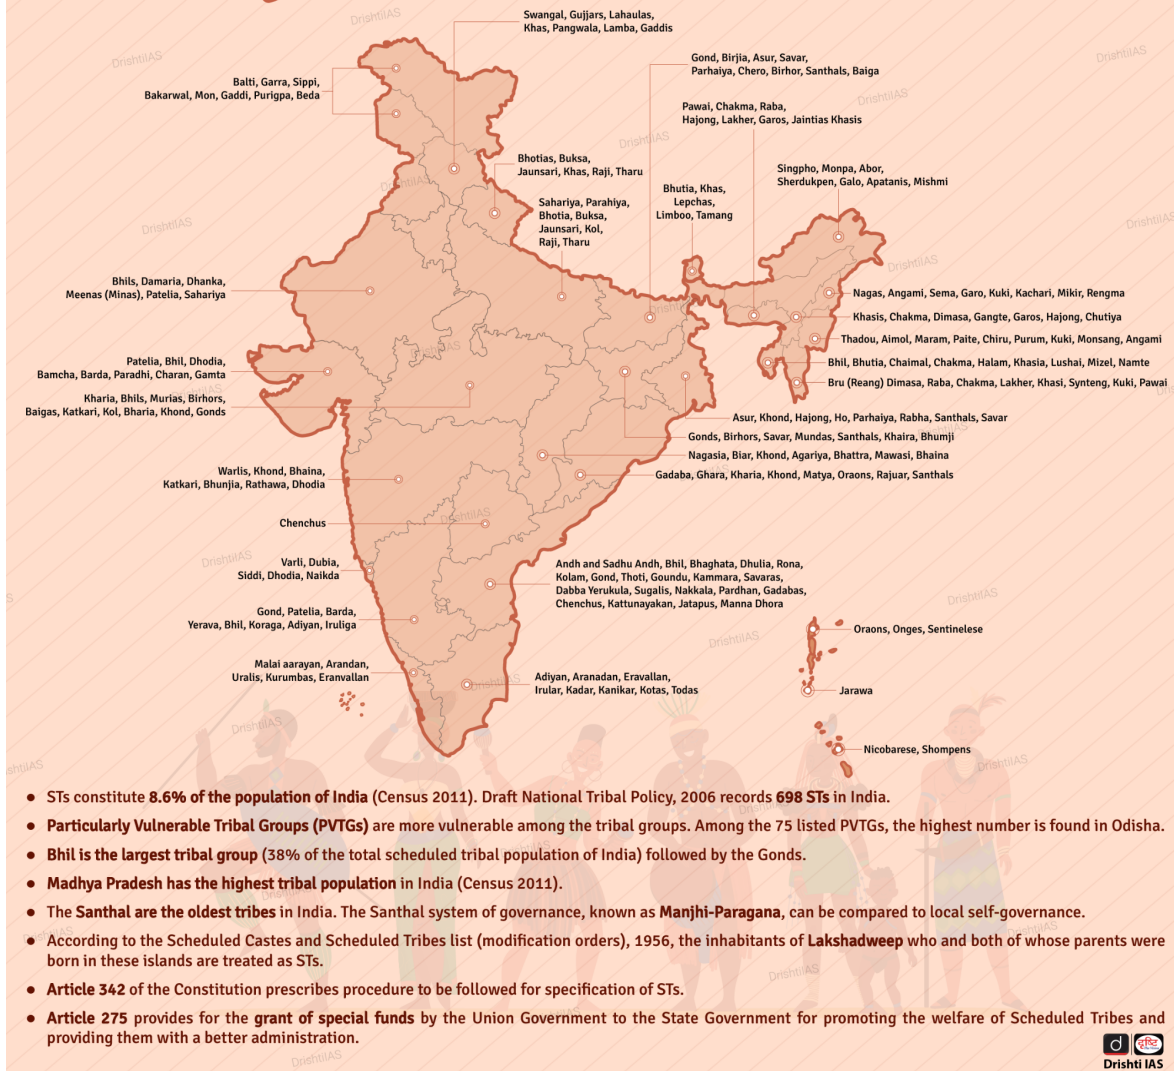 Swangal, Gujjars, Lahaulas,
Khas, Pangwala, Lamba, Gaddis
Gond, Birjia, Asur, Savar,
Parhaiya, Chero, Birhor, Santhals, Baiga
Balti, Garra, Sippi,
Bakarwal, Mon, Gaddi, Purigpa, Beda
Pawai, Chakma, Raba,
Hajong, Lakher, Garos, Jaintias Khasis
Bhotias, Buksa,
Jaunsari, Khas, Raji, Tharu
Singpho, Monpa, Abor,
Sherdukpen, Galo, Apatanis, Mishmi
Bhutia, Khas,
Lepchas,
Limboo, Tamang
Sahariya, Parahiya,
Bhotia, Buksa,
Jaunsari, Kol,
Raji, Tharu
Bhils, Damaria, Dhanka,
Meenas (Minas), Patelia, Sahariya
Nagas, Angami, Sema, Garo, Kuki, Kachari, Mikir, Rengma
Khasis, Chakma, Dimasa, Gangte, Garos, Hajong, Chutiya
Thadou, Aimol, Maram, Paite, Chiru, Purum, Kuki, Monsang, Angami
Patelia, Bhil, Dhodia,
Bamcha, Barda, Paradhi, Charan, Gamta
Bhil, Bhutia, Chaimal, Chakma, Halam, Khasia, Lushai, Mizel, Namte
Bru (Reang) Dimasa, Raba, Chakma, Lakher, Khasi, Synteng, Kuki, Pawai
Kharia, Bhils, Murias, Birhors,
Baigas, Katkari, Kol, Bharia, Khond, Gonds
Asur, Khond, Hajong, Ho, Parhaiya, Rabha, Santhals, Savar
Gonds, Birhors, Savar, Mundas, Santhals, Khaira, Bhumji
Nagasia, Biar, Khond, Agariya, Bhattra, Mawasi, Bhaina
Warlis, Khond, Bhaina,
Katkari, Bhunjia, Rathawa, Dhodia
Gadaba, Ghara, Kharia, Khond, Matya, Oraons, Rajuar, Santhals
Chenchus
Varli, Dubia,
Siddi, Dhodia, Naikda
Andh and Sadhu Andh, Bhil, Bhaghata, Dhulia, Rona,
Kolam, Gond, Thoti, Goundu, Kammara, Savaras,
Dabba Yerukula, Sugalis, Nakkala, Pardhan, Gadabas,
Chenchus, Kattunayakan, Jatapus, Manna Dhora
Gond, Patelia, Barda,
Yerava, Bhil, Koraga, Adiyan, Iruliga
Oraons, Onges, Sentinelese
Malai aarayan, Arandan,
Uralis, Kurumbas, Eranvallan
Adiyan, Aranadan, Eravallan,
Irular, Kadar, Kanikar, Kotas, Todas
Jarawa
Nicobarese, Shompens
● STs constitute 8.6% of the population of India (Census 2011). Draft National Tribal Policy, 2006 records 698 STs in India.
● Particularly Vulnerable Tribal Groups (PVTGs) are more vulnerable among the tribal groups. Among the 75 listed PVTGs, the highest number is found in Odisha.
● Bhil is the largest tribal group (38% of the total scheduled tribal population of India) followed by the Gonds.
● Madhya Pradesh has the highest tribal population in India (Census 2011).
● The Santhal are the oldest tribes in India. The Santhal system of governance, known as Manjhi-Paragana, can be compared to local self-governance.
● According to the Scheduled Castes and Scheduled Tribes list (modification orders), 1956, the inhabitants of Lakshadweep who and both of whose parents were
born in these islands are treated as STs.
● Article 342 of the Constitution prescribes procedure to be followed for specification of STs.
● Article 275 provides for the grant of special funds by the Union Government to the State Government for promoting the welfare of Scheduled Tribes and
providing them with a better administration.
d दृष्टि
Drishti IAS